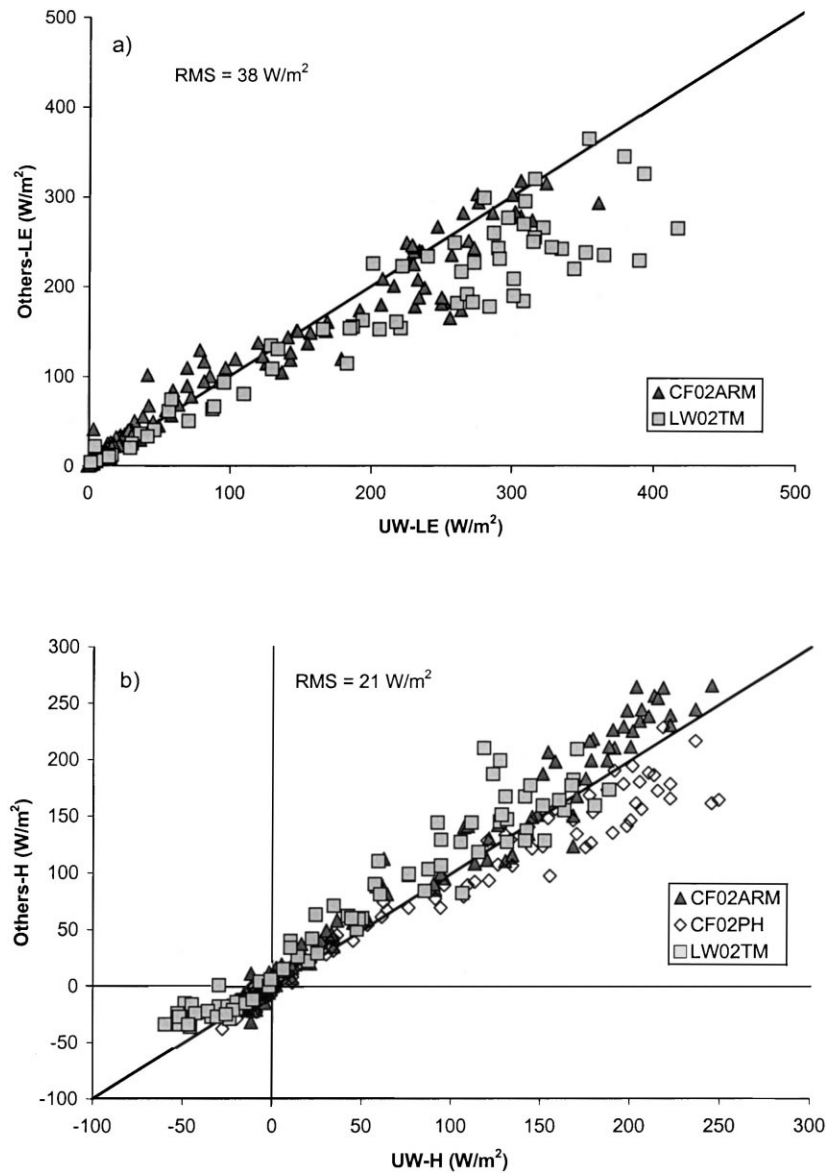 a)
RMS = 38 W/m²
500
400
300
200
100
0
Others-LE (W/m²)
CF02ARM
LW02TM
0 100 200 300 400 500
UW-LE (W/m²)
b)
RMS = 21 W/m²
300
250
200
150
100
50
0
-50
-100
Others-H (W/m²)
CF02ARM
CF02PH
LW02TM
-100 -50 0 50 100 150 200 250 300
UW-H (W/m²)